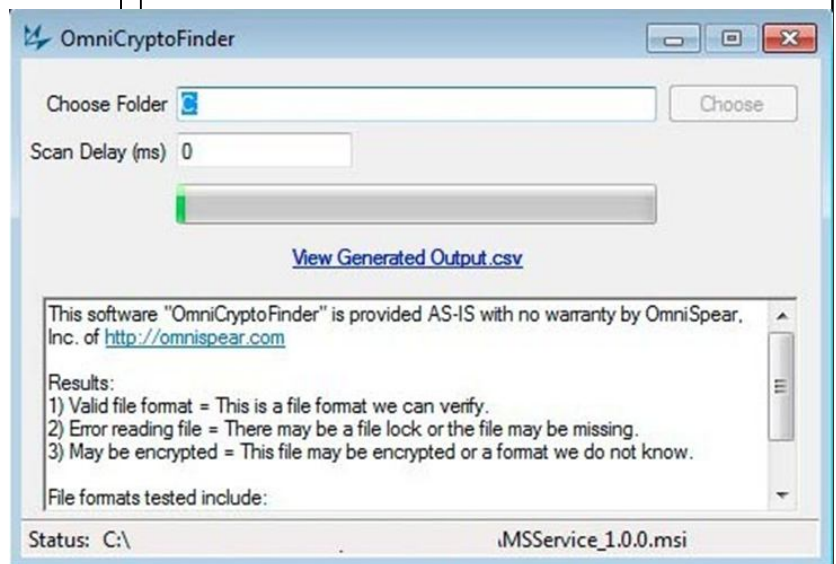 OmniCryptoFinder
Choose Folder C Choose
Scan Delay (ms) 0
View Generated Output.csv
This software "OmniCryptoFinder" is provided AS-IS with no warranty by OmniSpear,
Inc. of http://omnispear.com
Results:
1) Valid file format = This is a file format we can verify.
2) Error reading file = There may be a file lock or the file may be missing.
3) May be encrypted = This file may be encrypted or a format we do not know.
File formats tested include:
Status: C:\ \MSService_1.0.0.msi